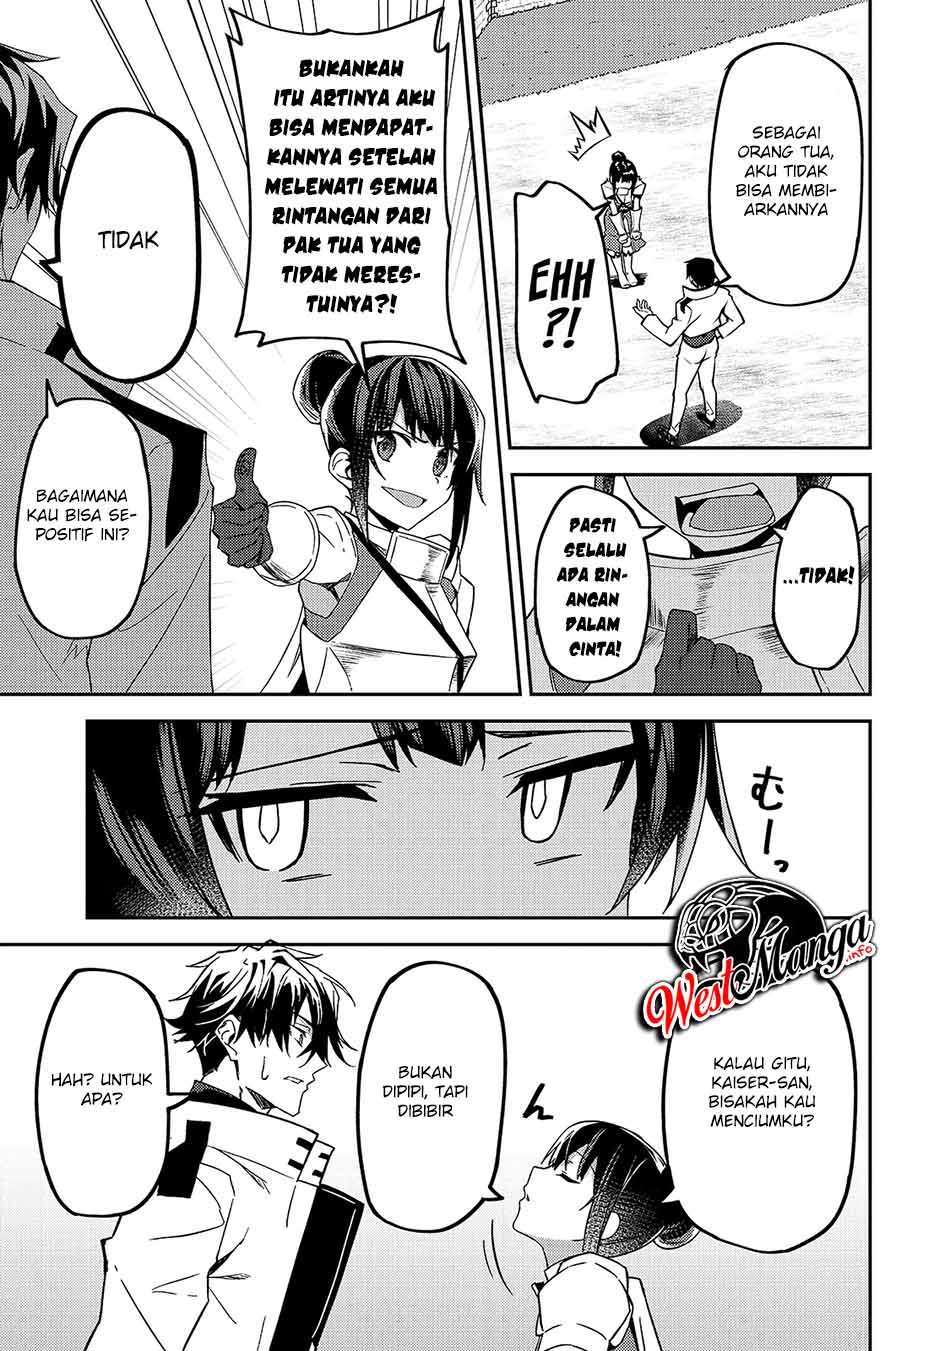 SEBAGAI
ORANG TUA,
AKU TIDAK
BISA MEMBI-
ARKANNYA
EHH
?!
BUKANKAH
ITU ARTINYA AKU
BISA MENDAPAT-
KANNYA SETELAH
MELEWATI SEMUA
RINTANGAN DARI
PAK TUA YANG
TIDAK MERES-
TUINYA?!
TIDAK
BAGAIMANA
KAU BISA SE-
POSITIF INI?
...TIDAK!
PASTI
SELALU
ADA RIN-
TANGAN
DALAM
CINTA!
むーっ
WestManga
.info
KALAU GITU,
KAISER-SAN,
BISAKAH KAU
MENCIUMKU?
ん
BUKAN
DIPIPI, TAPI
DIBIBIR
HAH? UNTUK
APA?